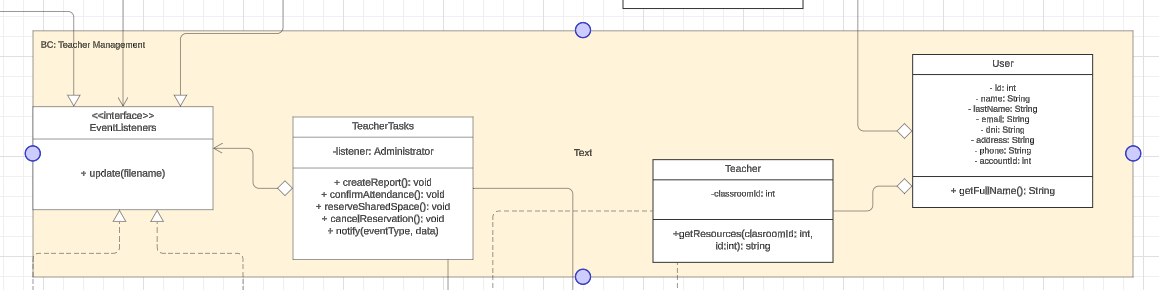 BC: Teacher Management
<<interface>>
EventListeners
+ update(filename)
TeacherTasks
-listener: Administrator
+ createReport(): void
+ confirmAttendance(): void
+ reserveSharedSpace(): void
+ cancelReservation(): void
+ notify(eventType, data)
Text
Teacher
-classroomId: int
+getResources(clasroomId: int,
id:int): string
User
- id: int
- name: String
- lastName: String
- email: String
- dni: String
- address: String
- phone: String
- accountId: int
+ getFullName(): String